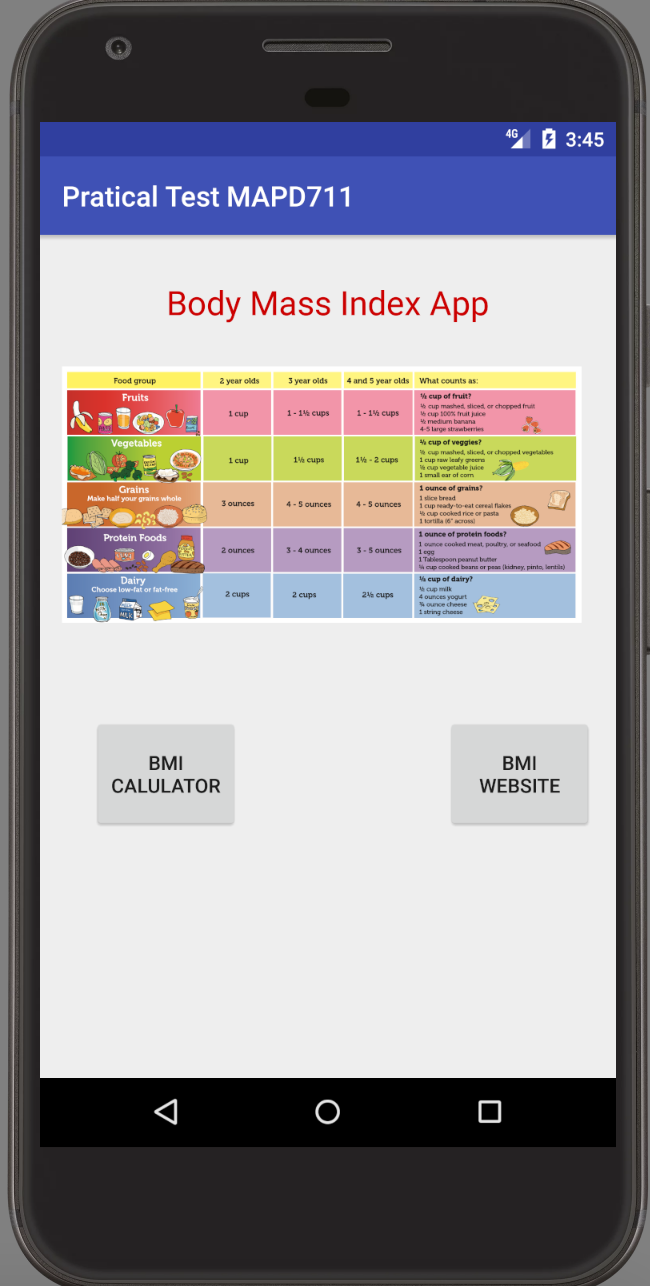 4G 3:45
Pratical Test MAPD711
Body Mass Index App
Food group 2 year olds 3 year olds 4 and 5 year olds What counts as:
Fruits
1 cup 1 - 1½ cups 1 - 1½ cups
½ cup of fruit?
½ cup mashed, sliced, or chopped fruit
½ cup 100% fruit juice
½ medium banana
4-5 large strawberries
Vegetables
1 cup 1½ cups 1½ - 2 cups
½ cup of veggies?
½ cup mashed, sliced, or chopped vegetables
1 cup raw leafy greens
½ cup vegetable juice
1 small ear of corn
Grains
Make half your grains whole
3 ounces 4 - 5 ounces 4 - 5 ounces
1 ounce of grains?
1 slice bread
1 cup ready-to-eat cereal flakes
½ cup cooked rice or pasta
1 tortilla (6" across)
Protein Foods
2 ounces 3 - 4 ounces 3 - 5 ounces
1 ounce of protein foods?
1 ounce cooked meat, poultry, or seafood
1 egg
1 Tablespoon peanut butter
¼ cup cooked beans or peas (kidney, pinto, lentils)
Dairy
Choose low-fat or fat-free
MILK
2 cups 2 cups 2½ cups
½ cup of dairy?
½ cup milk
4 ounces yogurt
¾ ounce cheese
1 string cheese
BMI
CALULATOR
BMI
WEBSITE